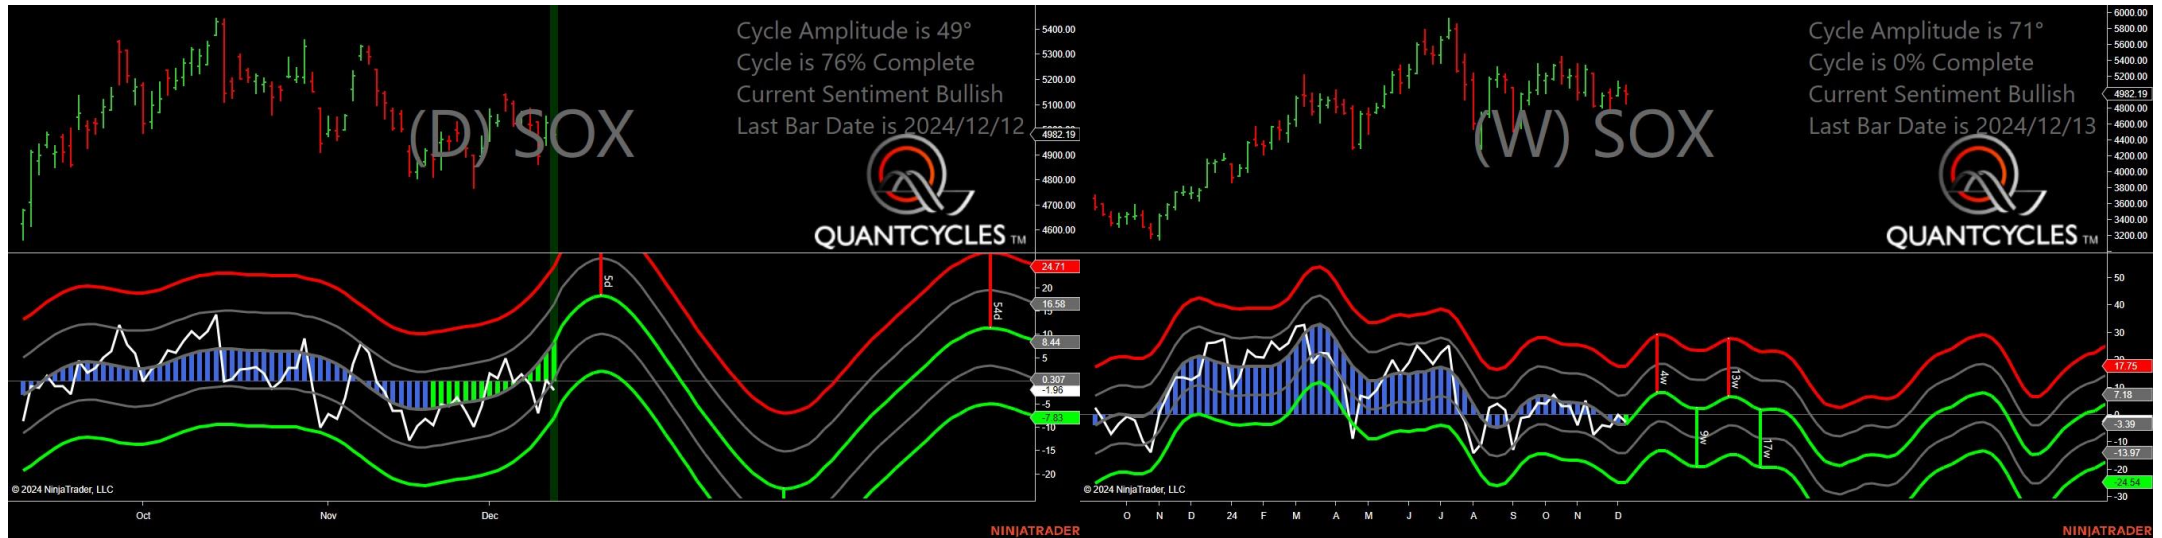 Cycle Amplitude is 49°
Cycle is 76% Complete
Current Sentiment Bullish
Last Bar Date is 2024/12/12
(D) SOX
QUANTCYCLES TM
5400.00
5300.00
5200.00
5100.00
4982.19
4900.00
4800.00
4700.00
4600.00
5d
54d
24.71
20
16.58
10
8.44
5
0.307
-1.96
-5
-7.83
-10
-15
-20
© 2024 NinjaTrader, LLC
Oct
Nov
Dec
NINJATRADER
Cycle Amplitude is 71°
Cycle is 0% Complete
Current Sentiment Bullish
Last Bar Date is 2024/12/13
(W) SOX
QUANTCYCLES TM
6000.00
5800.00
5600.00
5400.00
5200.00
4982.19
4800.00
4600.00
4400.00
4200.00
4000.00
3800.00
3600.00
3400.00
3200.00
4w
13w
9w
17w
50
40
30
17.75
10
7.18
-3.39
-10
-13.97
-20
-24.54
-30
© 2024 NinjaTrader, LLC
O N D 24 F M A M J J A S O N D
NINJATRADER